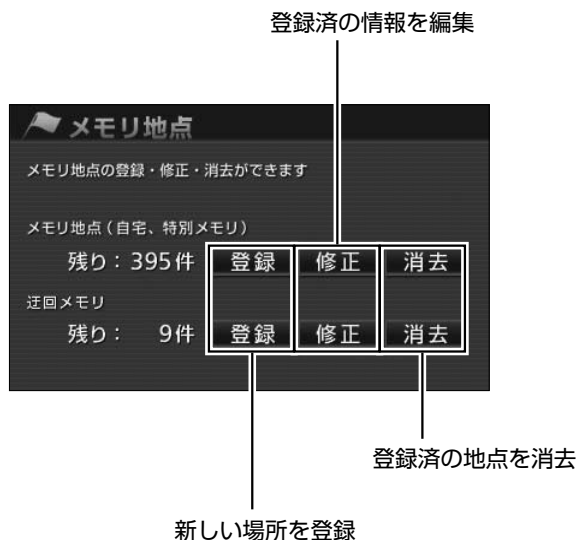 登録済の情報を編集
メモリ地点
メモリ地点の登録・修正・消去ができます
メモリ地点（自宅、特別メモリ）
残り：395件 登録 修正 消去
迂回メモリ
残り： 9件 登録 修正 消去
登録済の地点を消去
新しい場所を登録